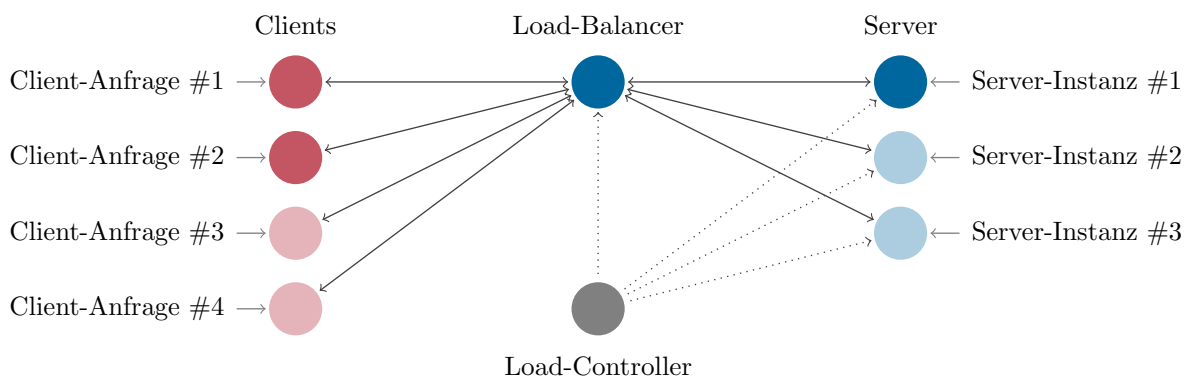 Clients Load-Balancer Server
Client-Anfrage #1 Server-Instanz #1
Client-Anfrage #2 Server-Instanz #2
Client-Anfrage #3 Server-Instanz #3
Client-Anfrage #4
Load-Controller